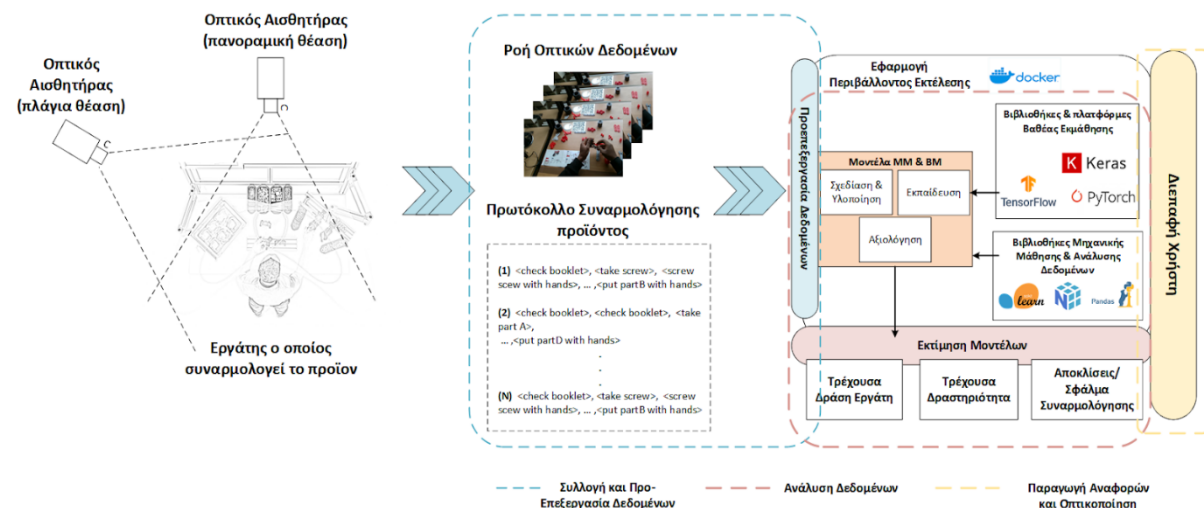 Οπτικός Αισθητήρας
(πανοραμική θέαση)
Οπτικός
Αισθητήρας
(πλάγια θέαση)
C
C
Εργάτης ο οποίος
συναρμολογεί το προϊον
Ροή Οπτικών Δεδομένων
Πρωτόκολλο Συναρμολόγησης
προϊόντος
(1) <check booklet>, <take screw>, <screw
scew with hands>, ... ,<put partB with hands>
(2) <check booklet>, <check booklet>, <take
part A>,
... ,<put partD with hands>
.
.
.
(N) <check booklet>, <take screw>, <screw
scew with hands>, ... ,<put partB with hands>
Προεπεξεργασία Δεδομένων
Εφαρμογή
Περιβάλλοντος Εκτέλεσης
docker
Μοντέλα ΜΜ & ΒΜ
Σχεδίαση &
Υλοποίηση
Εκπαίδευση
Αξιολόγηση
Βιβλιοθήκες & πλατφόρμες
Βαθέας Εκμάθησης
K Keras
TensorFlow
PyTorch
Βιβλιοθήκες Μηχανικής
Μάθησης & Ανάλυσης
Δεδομένων
learn
Pandas
Εκτίμηση Μοντέλων
Τρέχουσα
Δράση Εργάτη
Τρέχουσα
Δραστηριότητα
Αποκλίσεις/
Σφάλμα
Συναρμολόγησης
Διεπαφή Χρήστη
Συλλογή και Προ-
Επεξεργασία Δεδομένων
Ανάλυση Δεδομένων
Παραγωγή Αναφορών
και Οπτικοποίηση